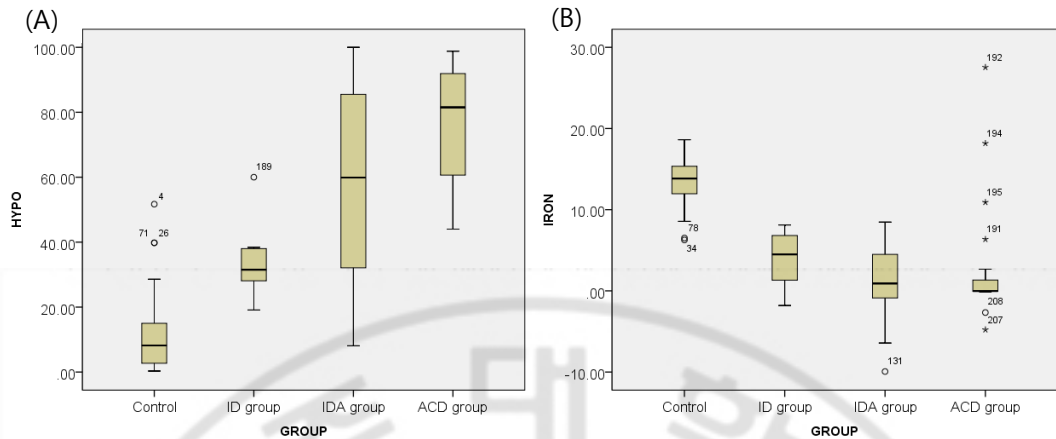 (A)
100.00
80.00
60.00
40.00
20.00
.00
HYPO
4
71 26
189
Control ID group IDA group ACD group
GROUP
(B)
30.00
20.00
10.00
.00
-10.00
IRON
78
34
131
192
194
195
191
208
207
Control ID group IDA group ACD group
GROUP
대